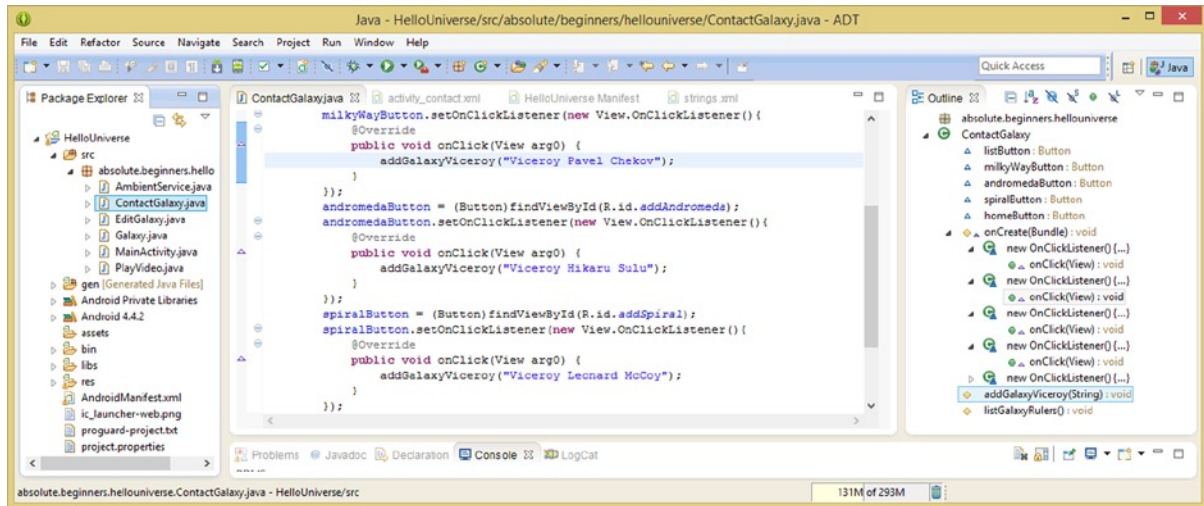 Java - HelloUniverse/src/absolute/beginners/hellouniverse/ContactGalaxy.java - ADT
File Edit Refactor Source Navigate Search Project Run Window Help
Quick Access
Java
Package Explorer
HelloUniverse
src
absolute.beginners.hello
AmbientService.java
ContactGalaxy.java
EditGalaxy.java
Galaxy.java
MainActivity.java
PlayVideo.java
gen [Generated Java Files]
Android Private Libraries
Android 4.4.2
assets
bin
libs
res
AndroidManifest.xml
ic_launcher-web.png
proguard-project.txt
project.properties
ContactGalaxy.java activity_contact.xml HelloUniverse Manifest strings.xml
milkyWayButton.setOnClickListener(new View.OnClickListener(){
@Override
public void onClick(View arg0) {
addGalaxyViceroy("Viceroy Pavel Chekov");
}
});
andromedaButton = (Button)findViewById(R.id.addAndromeda);
andromedaButton.setOnClickListener(new View.OnClickListener(){
@Override
public void onClick(View arg0) {
addGalaxyViceroy("Viceroy Hikaru Sulu");
}
});
spiralButton = (Button)findViewById(R.id.addSpiral);
spiralButton.setOnClickListener(new View.OnClickListener(){
@Override
public void onClick(View arg0) {
addGalaxyViceroy("Viceroy Leonard McCoy");
}
});
Outline
absolute.beginners.hellouniverse
ContactGalaxy
listButton : Button
milkyWayButton : Button
andromedaButton : Button
spiralButton : Button
homeButton : Button
onCreate(Bundle) : void
new OnClickListener() {...}
onClick(View) : void
new OnClickListener() {...}
onClick(View) : void
new OnClickListener() {...}
onClick(View) : void
new OnClickListener() {...}
onClick(View) : void
new OnClickListener() {...}
addGalaxyViceroy(String) : void
listGalaxyRulers() : void
Problems Javadoc Declaration Console LogCat
absolute.beginners.hellouniverse.ContactGalaxy.java - HelloUniverse/src
131M of 293M